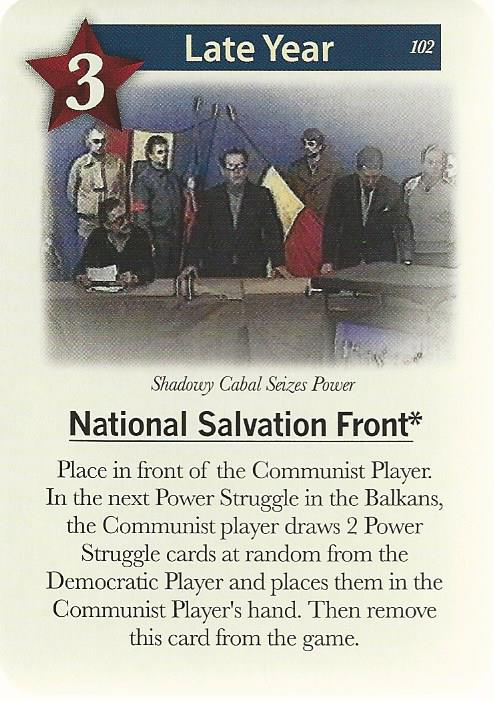 Late Year
102
3
Shadowy Cabal Seizes Power
National Salvation Front*
Place in front of the Communist Player.
In the next Power Struggle in the Balkans,
the Communist player draws 2 Power
Struggle cards at random from the
Democratic Player and places them in the
Communist Player's hand. Then remove
this card from the game.